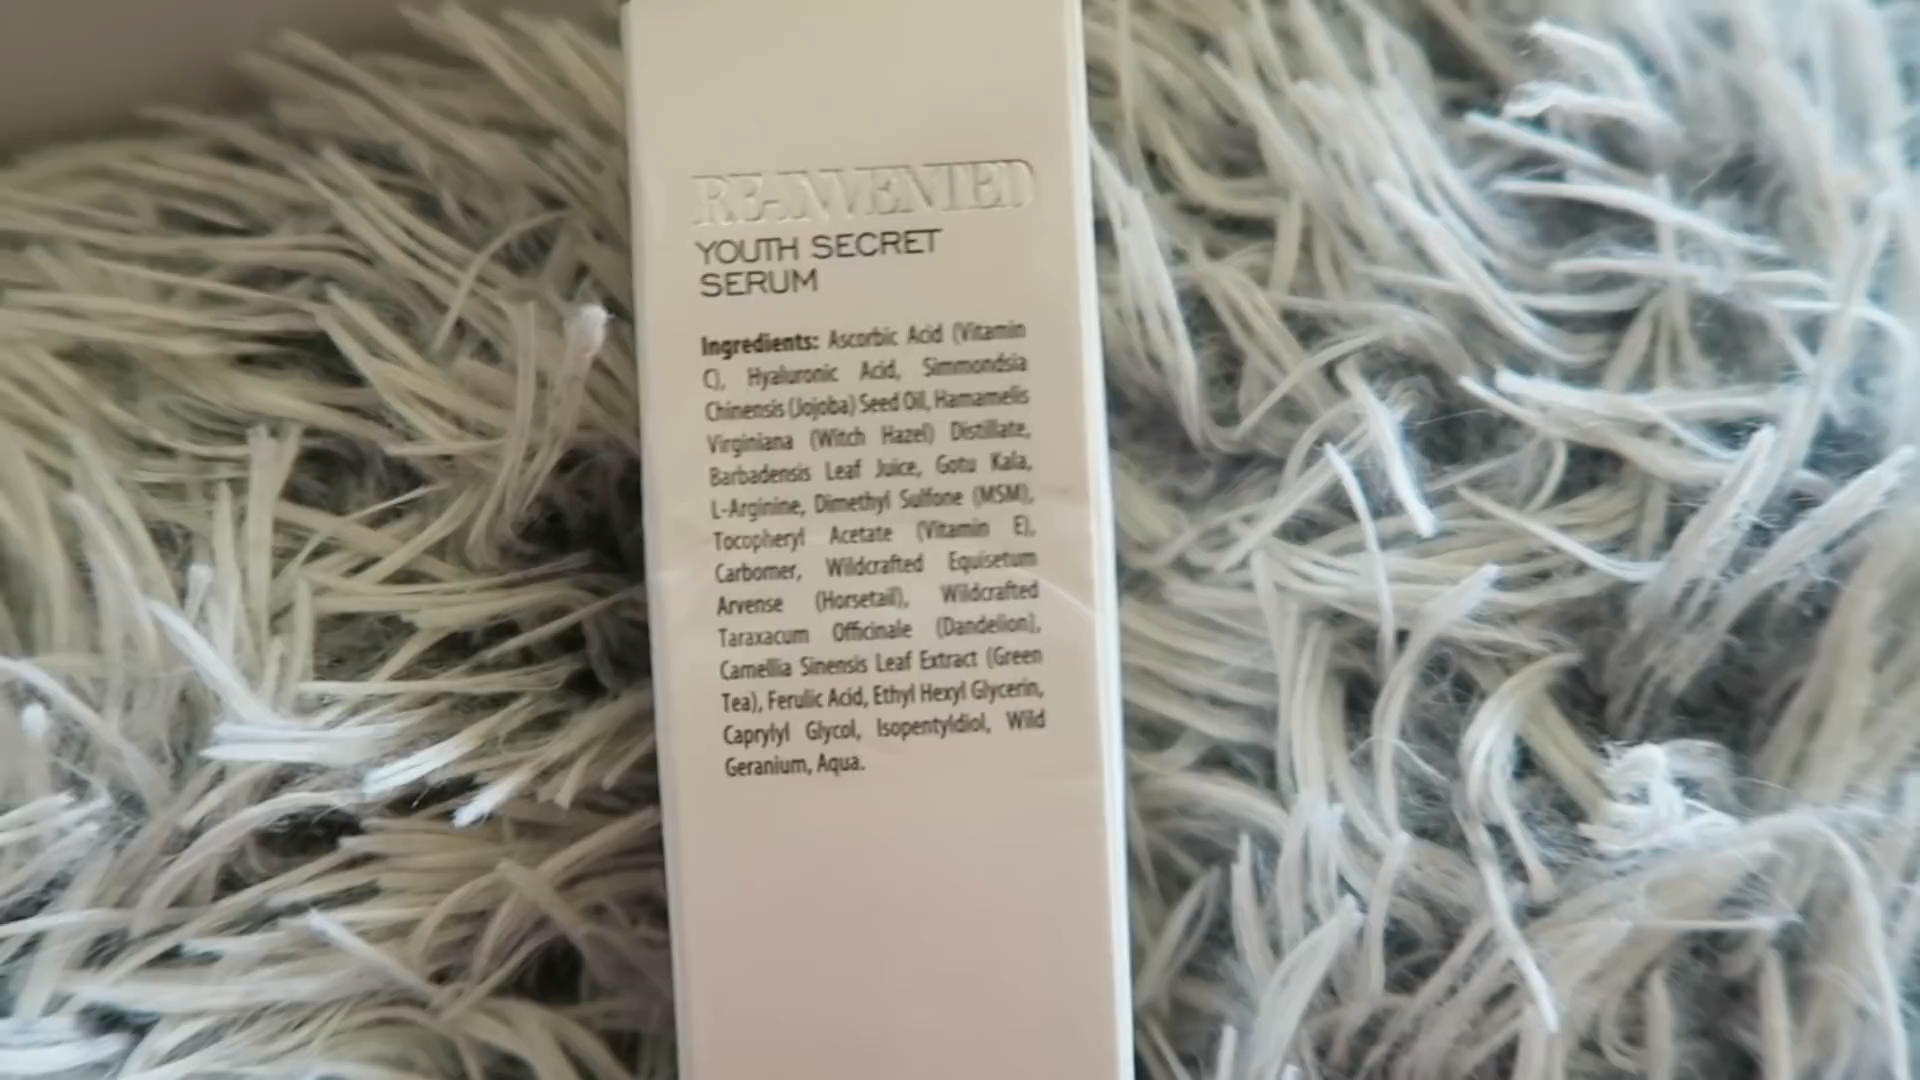 RE-INVENTED
YOUTH SECRET
SERUM
Ingredients: Ascorbic Acid (Vitamin
C), Hyaluronic Acid, Simmondsia
Chinensis (Jojoba) Seed Oil, Hamamelis
Virginiana (Witch Hazel) Distillate,
Barbadensis Leaf Juice, Gotu Kala,
L-Arginine, Dimethyl Sulfone (MSM),
Tocopheryl Acetate (Vitamin E),
Carbomer, Wildcrafted Equisetum
Arvense (Horsetail), Wildcrafted
Taraxacum Officinale (Dandelion),
Camellia Sinensis Leaf Extract (Green
Tea), Ferulic Acid, Ethyl Hexyl Glycerin,
Caprylyl Glycol, Isopentyldiol, Wild
Geranium, Aqua.